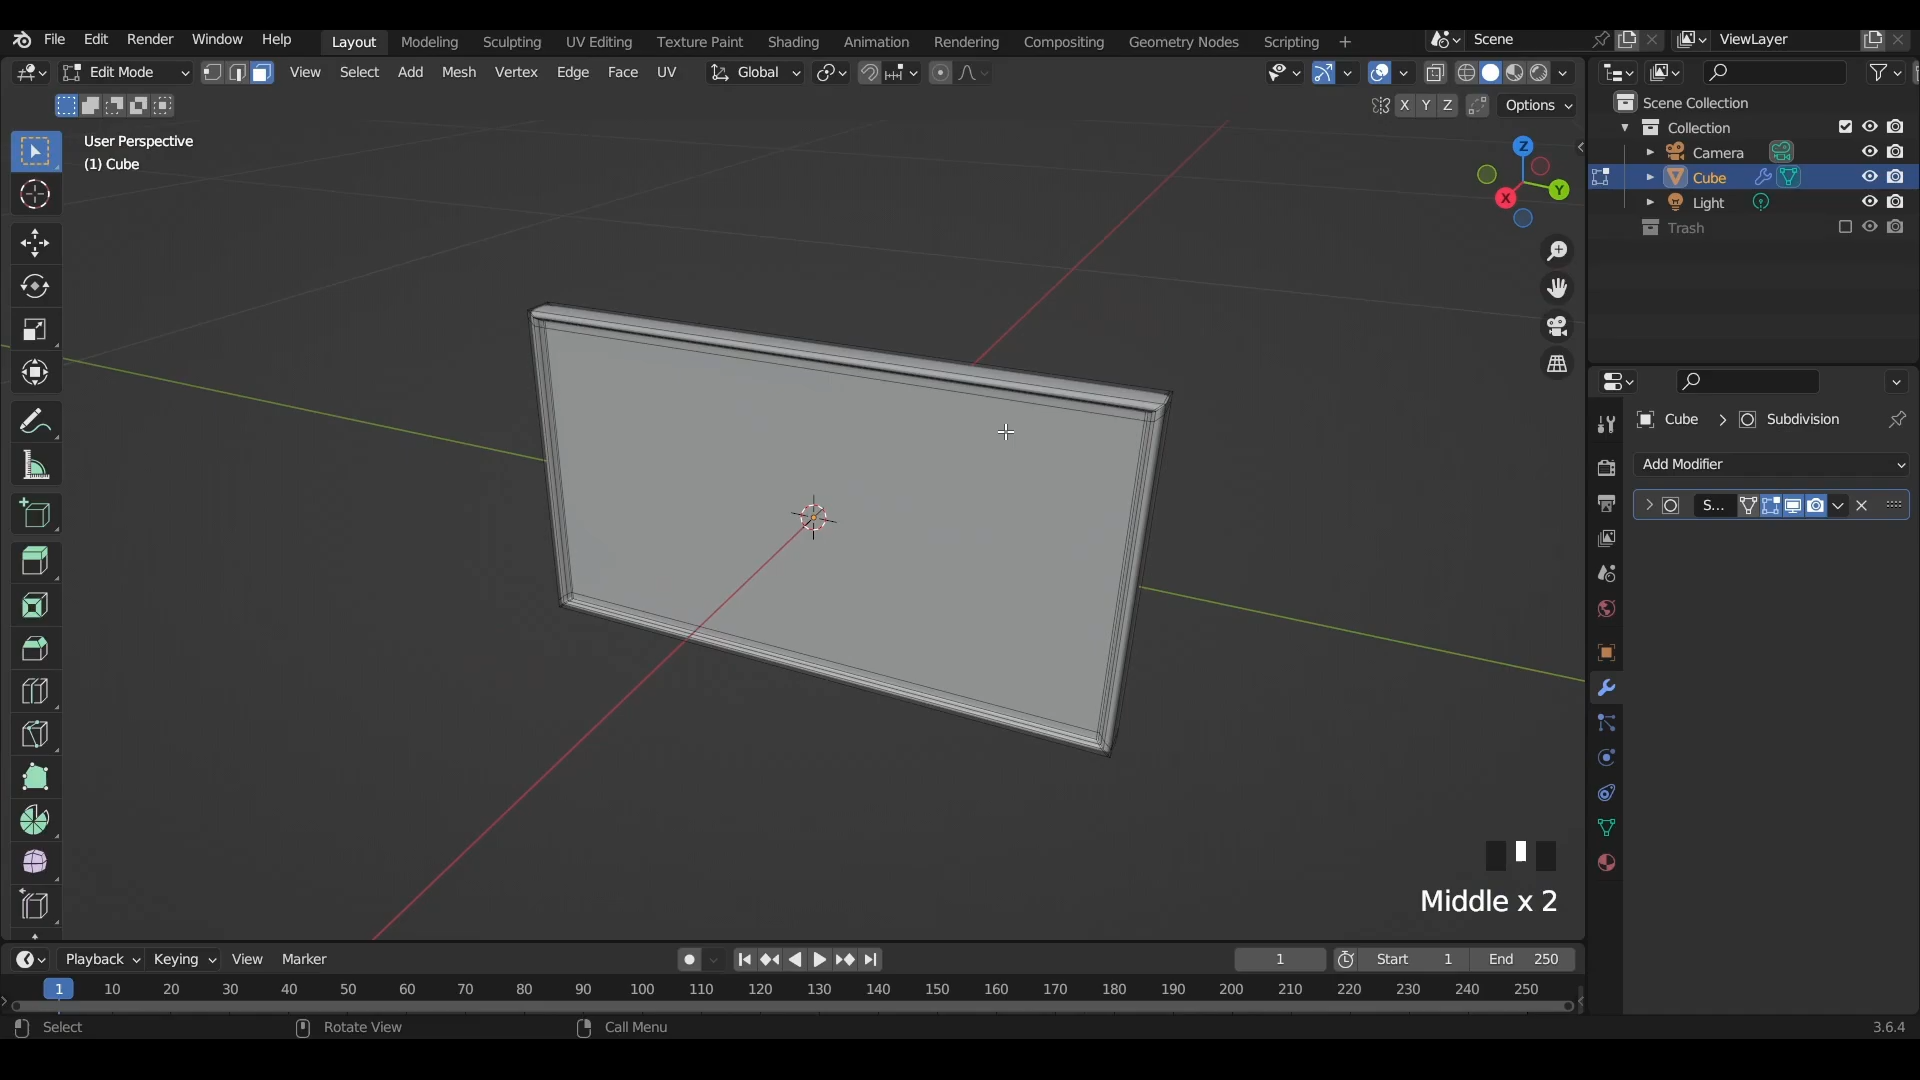 File Edit Render Window Help Layout Modeling Sculpting UV Editing Texture Paint Shading Animation Rendering Compositing Geometry Nodes Scripting + Scene ViewLayer
Edit Mode View Select Add Mesh Vertex Edge Face UV Global
X Y Z Options
User Perspective
(1) Cube
Z
Y
X
Scene Collection
Collection
Camera
Cube
Light
Trash
Cube > Subdivision
Add Modifier
S...
Middle x 2
Playback Keying View Marker 1 Start 1 End 250
1 10 20 30 40 50 60 70 80 90 100 110 120 130 140 150 160 170 180 190 200 210 220 230 240 250
Select Rotate View Call Menu 3.6.4